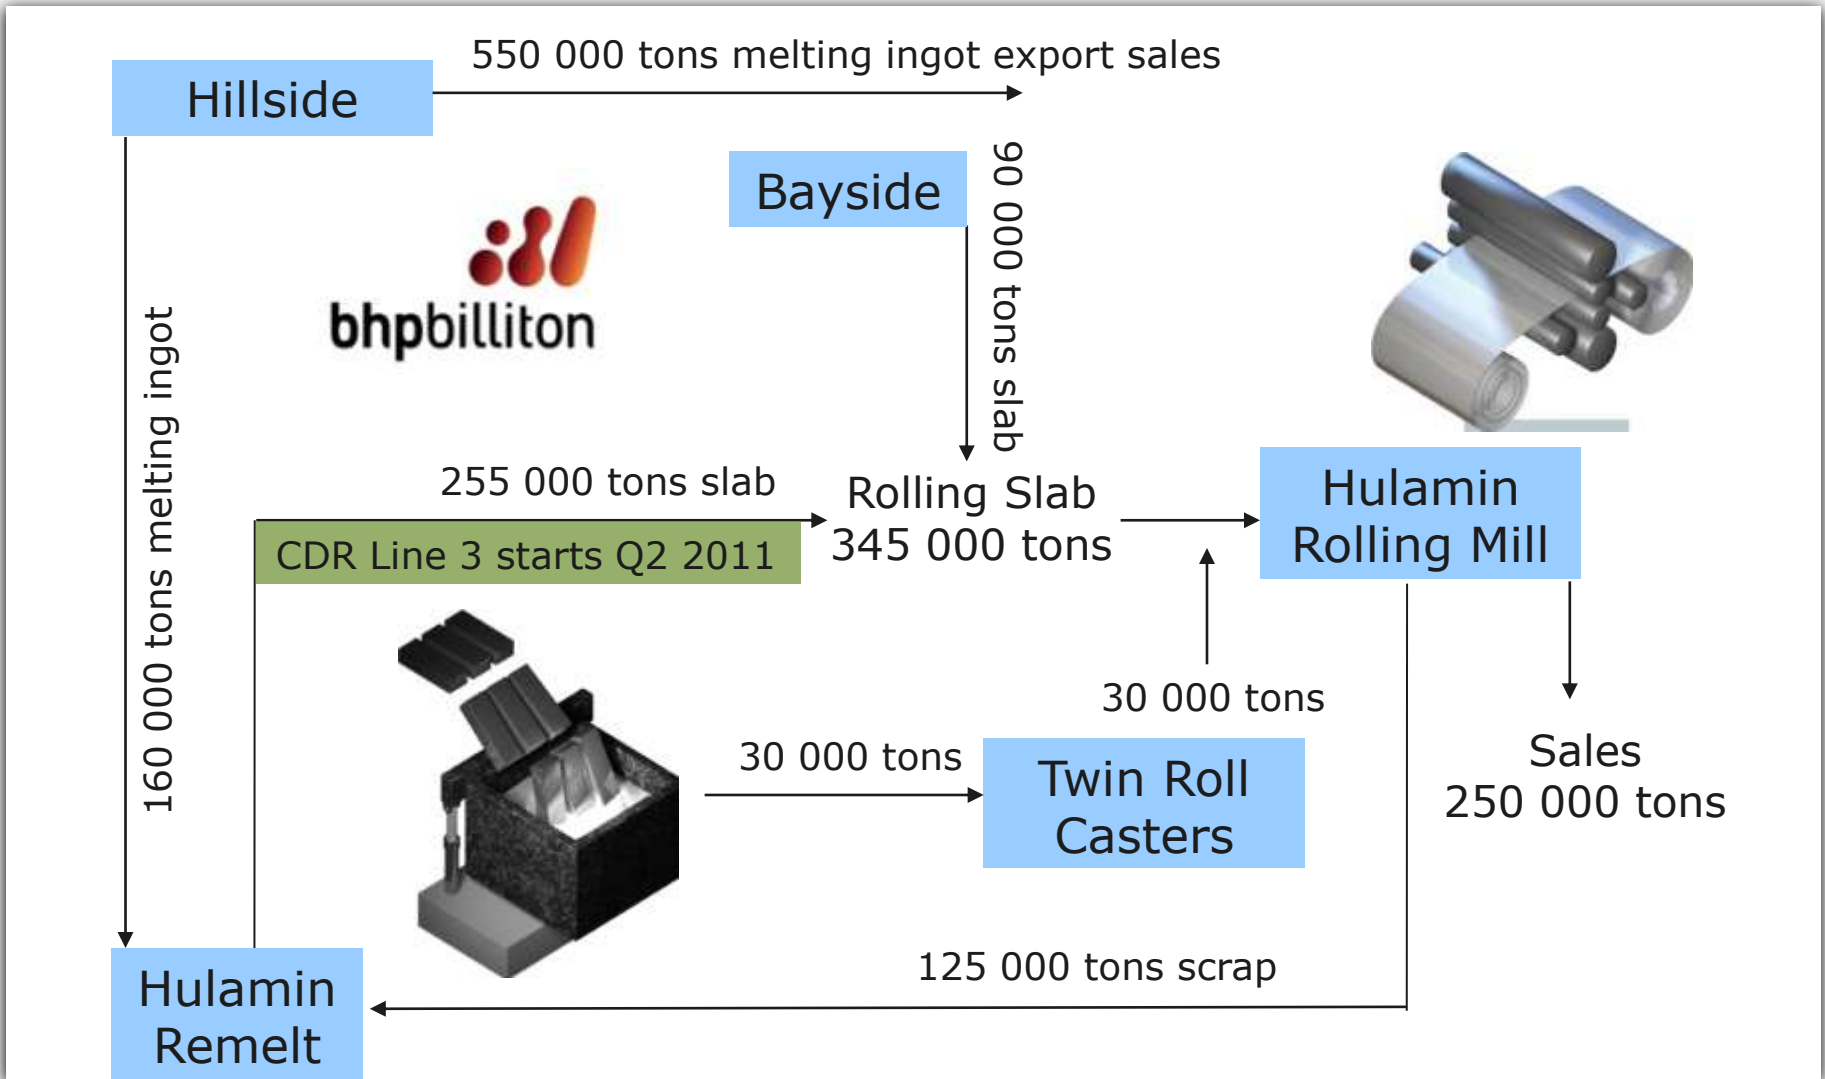 550 000 tons melting ingot export sales
Hillside
Bayside
90 000 tons slab
bhpbilliton
160 000 tons melting ingot
255 000 tons slab
Rolling Slab
345 000 tons
Hulamin
Rolling Mill
CDR Line 3 starts Q2 2011
30 000 tons
30 000 tons
Twin Roll
Casters
Sales
250 000 tons
125 000 tons scrap
Hulamin
Remelt